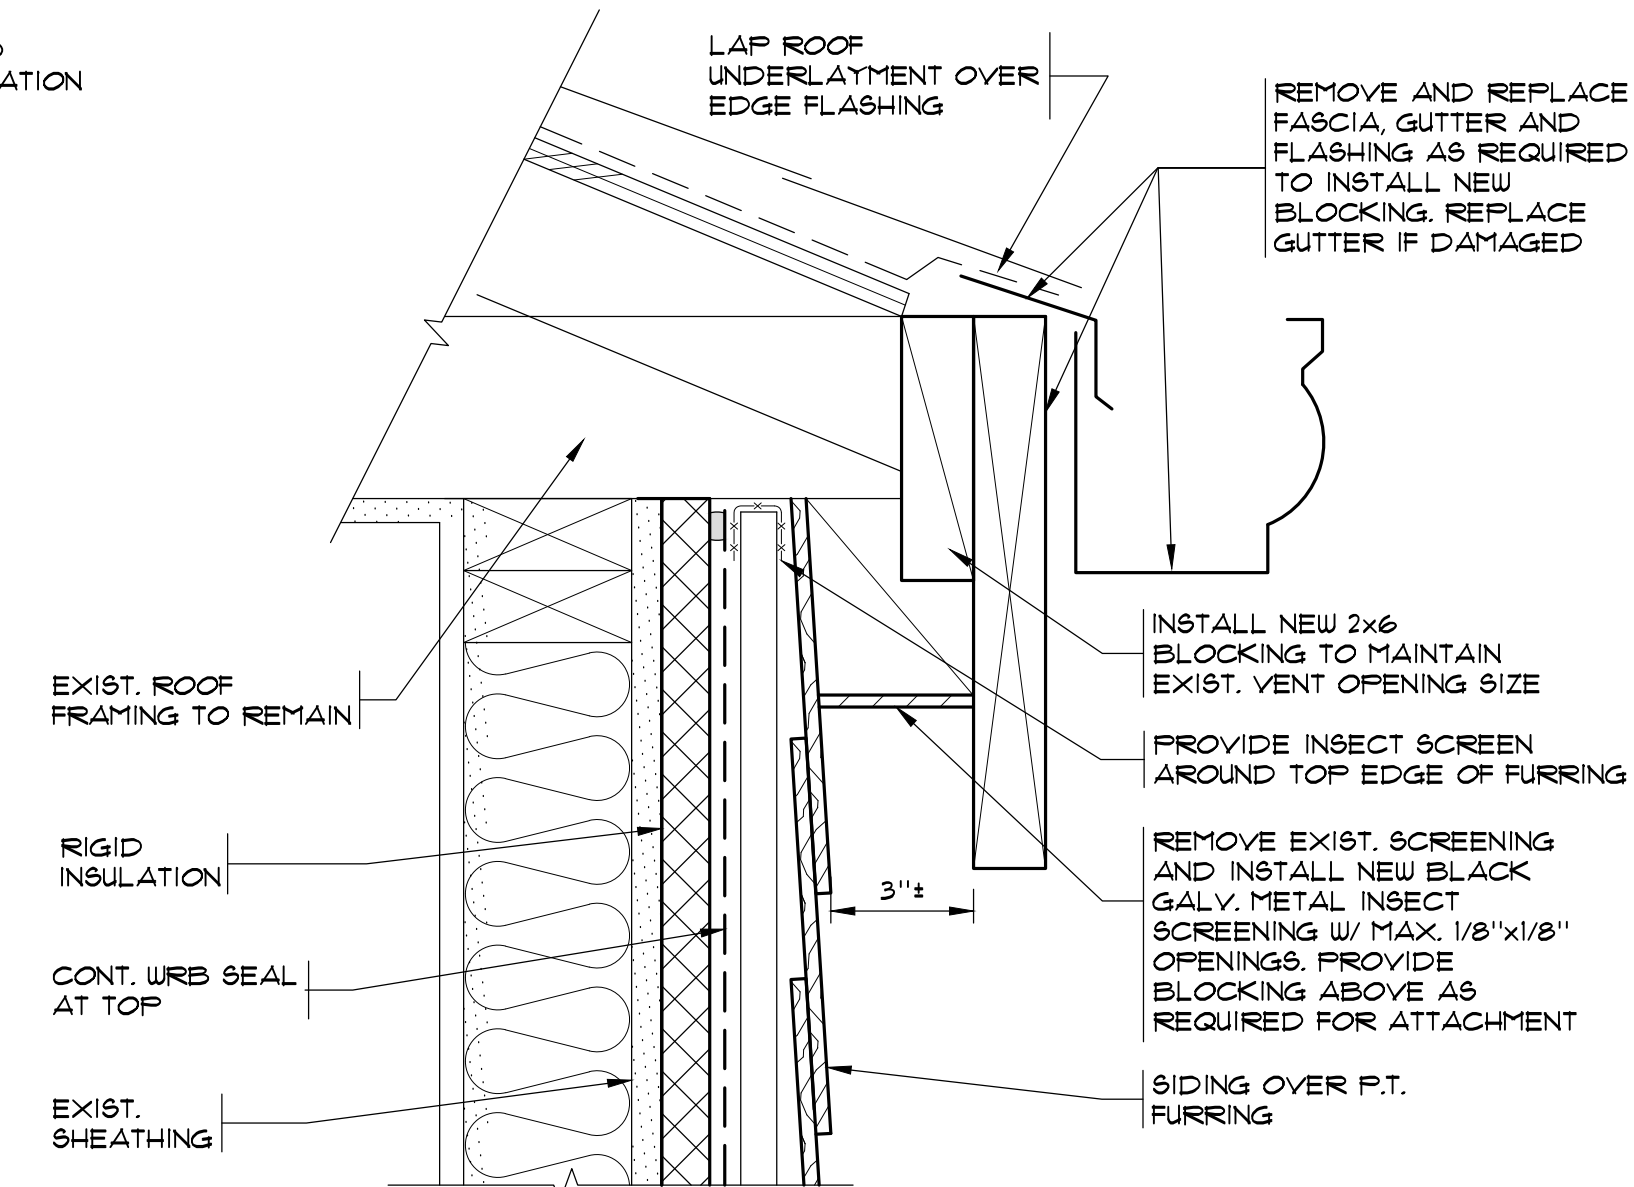 ATION
LAP ROOF
UNDERLAYMENT OVER
EDGE FLASHING
REMOVE AND REPLACE
FASCIA, GUTTER AND
FLASHING AS REQUIRED
TO INSTALL NEW
BLOCKING. REPLACE
GUTTER IF DAMAGED
EXIST. ROOF
FRAMING TO REMAIN
RIGID
INSULATION
CONT. WRB SEAL
AT TOP
EXIST.
SHEATHING
3"±
INSTALL NEW 2x6
BLOCKING TO MAINTAIN
EXIST. VENT OPENING SIZE
PROVIDE INSECT SCREEN
AROUND TOP EDGE OF FURRING
REMOVE EXIST. SCREENING
AND INSTALL NEW BLACK
GALV. METAL INSECT
SCREENING W/ MAX. 1/8"x1/8"
OPENINGS. PROVIDE
BLOCKING ABOVE AS
REQUIRED FOR ATTACHMENT
SIDING OVER P.T.
FURRING